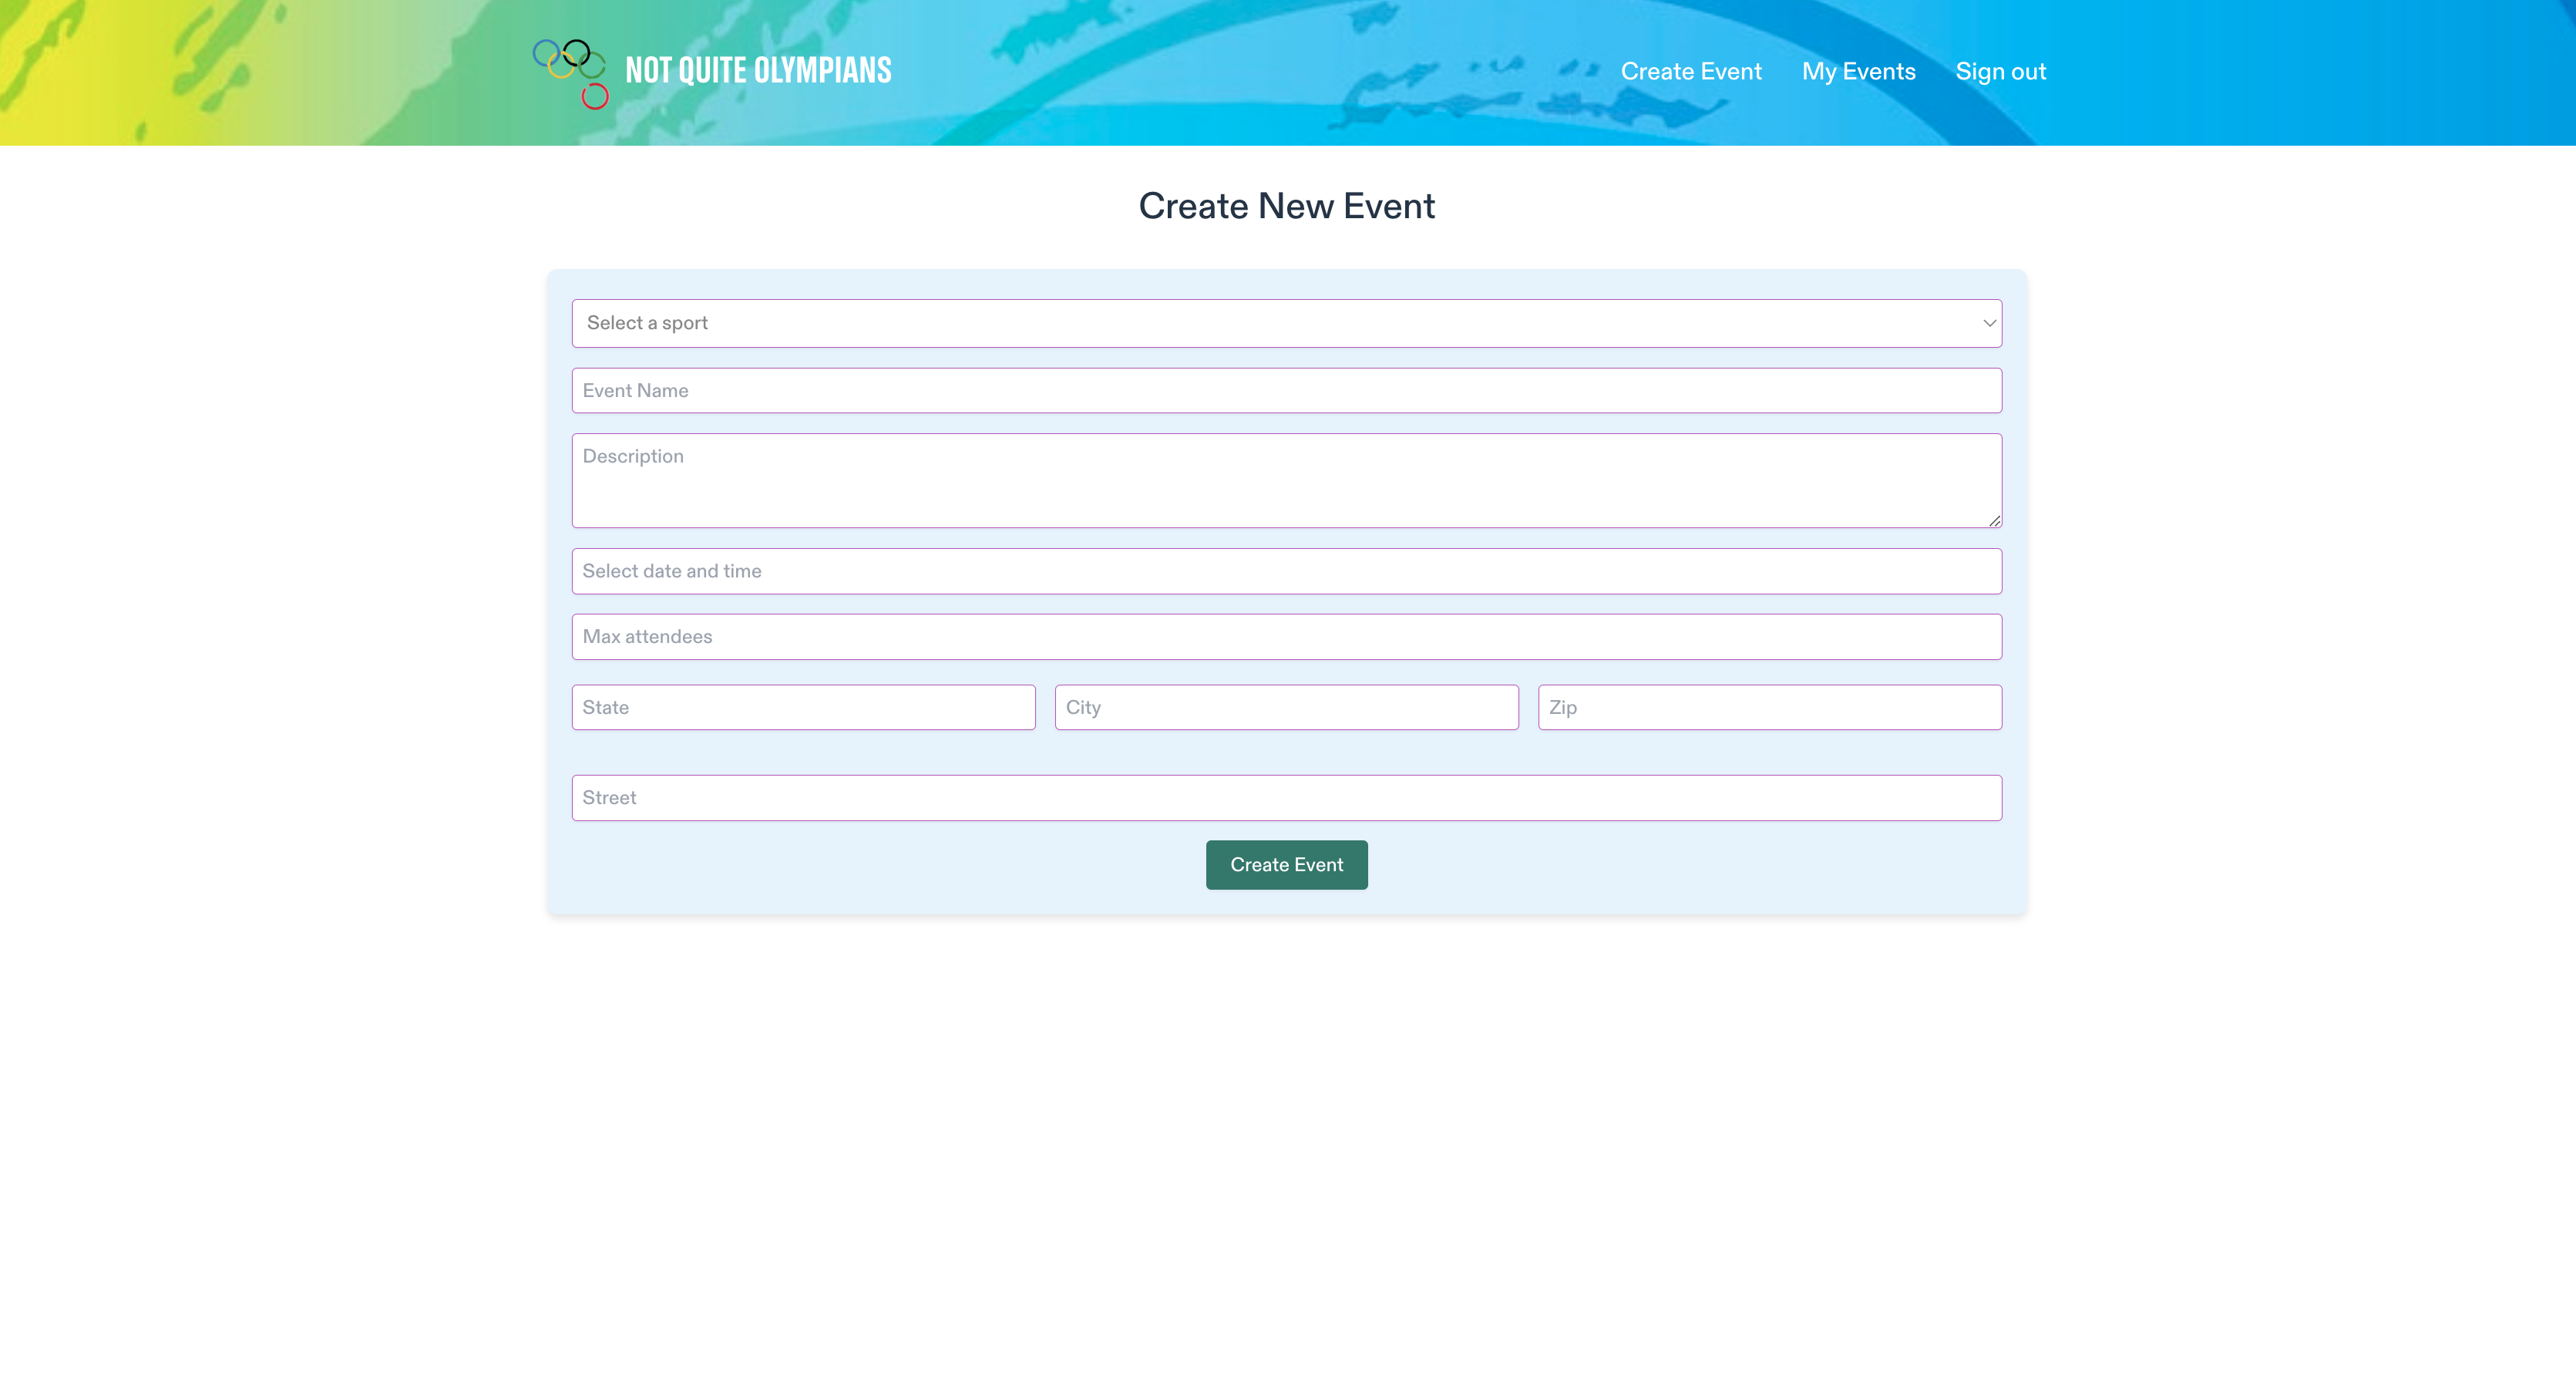 NOT QUITE OLYMPIANS
Create Event My Events Sign out
Create New Event
Select a sport
Event Name
Description
Select date and time
Max attendees
State City Zip
Street
Create Event